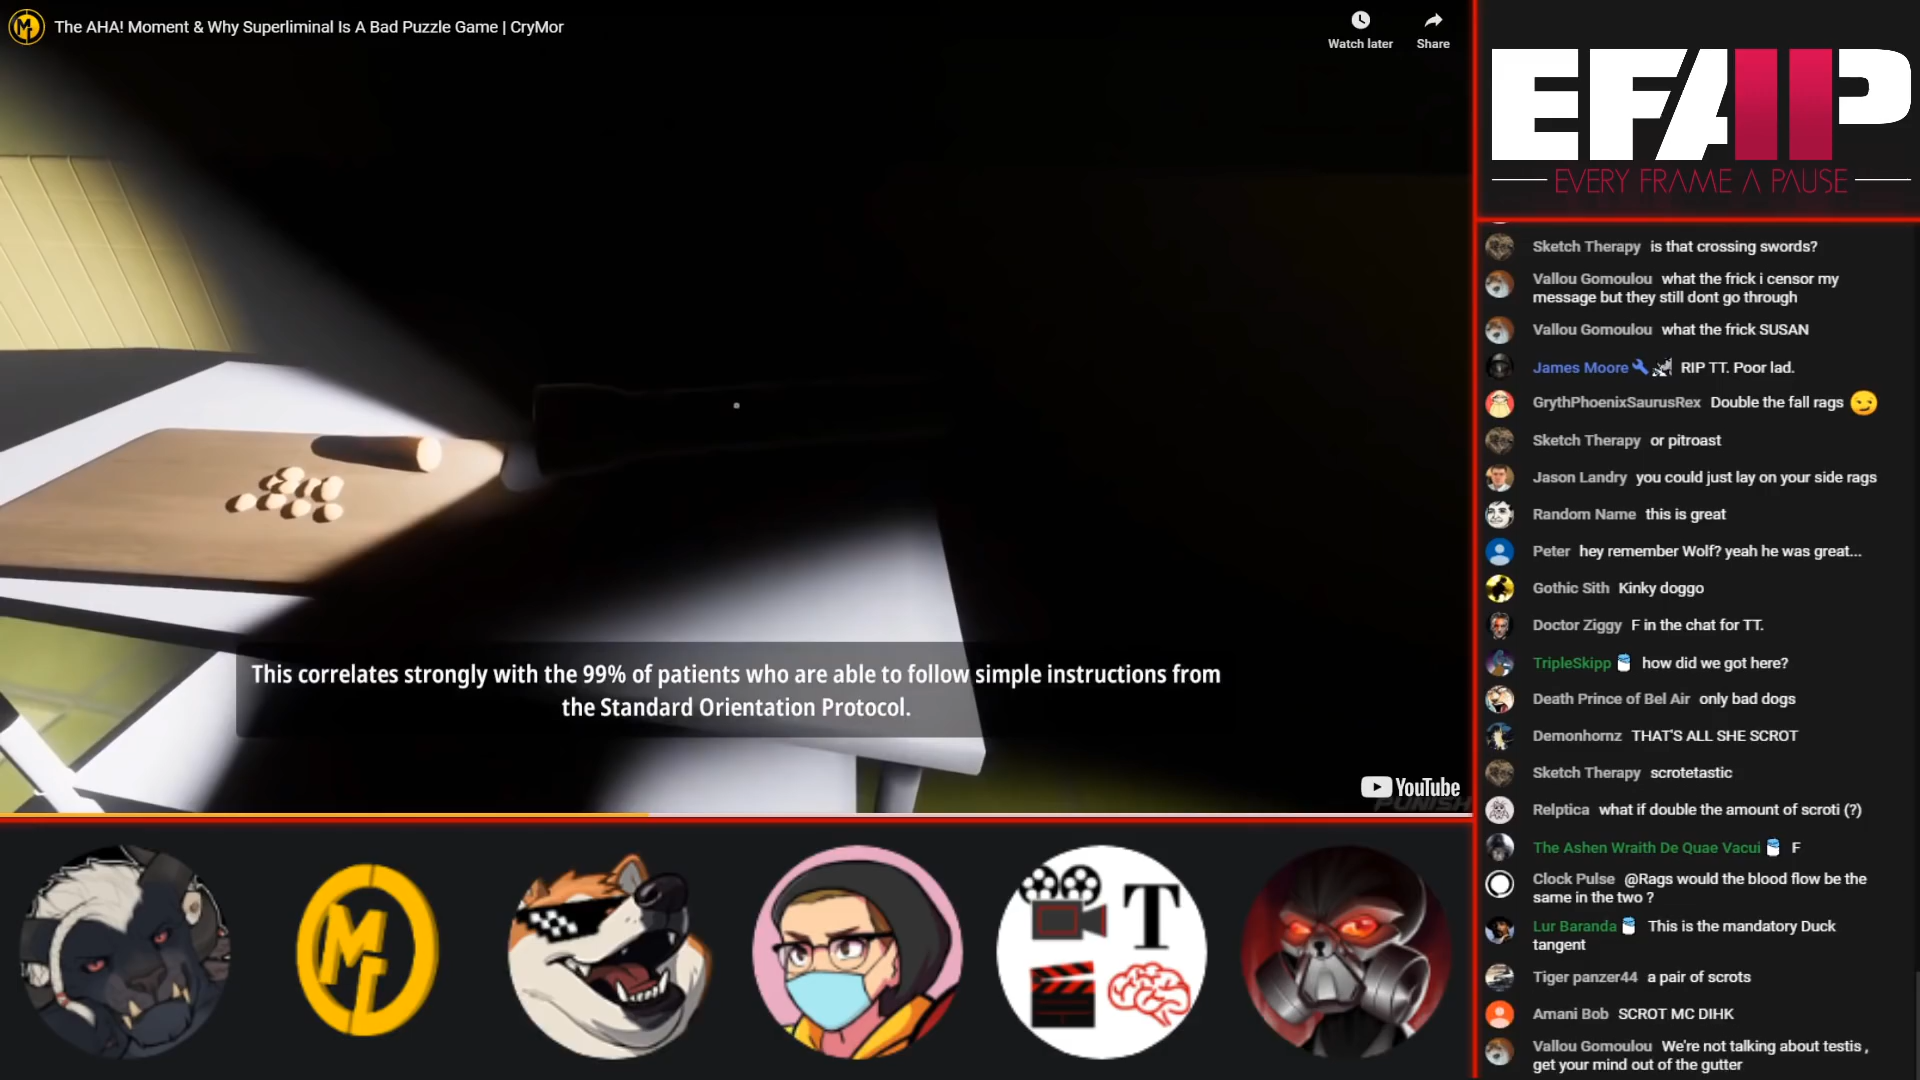 The AHA! Moment & Why Superliminal Is A Bad Puzzle Game | CryMor
Watch later
Share
This correlates strongly with the 99% of patients who are able to follow simple instructions from
the Standard Orientation Protocol.
YouTube
PUNISH
EFAP
EVERY FRAME A PAUSE
Sketch Therapy is that crossing swords?
Vallou Gomoulou what the frick i censor my
message but they still dont go through
Vallou Gomoulou what the frick SUSAN
James Moore RIP TT. Poor lad.
GrythPhoenixSaurusRex Double the fall rags
Sketch Therapy or pitroast
Jason Landry you could just lay on your side rags
Random Name this is great
Peter hey remember Wolf? yeah he was great...
Gothic Sith Kinky doggo
Doctor Ziggy F in the chat for TT.
TripleSkipp how did we got here?
Death Prince of Bel Air only bad dogs
Demonhornz THAT'S ALL SHE SCROT
Sketch Therapy scrotetastic
Relptica what if double the amount of scroti (?)
The Ashen Wraith De Quae Vacui F
Clock Pulse @Rags would the blood flow be the
same in the two ?
Lur Baranda This is the mandatory Duck
tangent
Tiger panzer44 a pair of scrots
Amani Bob SCROT MC DIHK
Vallou Gomoulou We're not talking about testis ,
get your mind out of the gutter
T